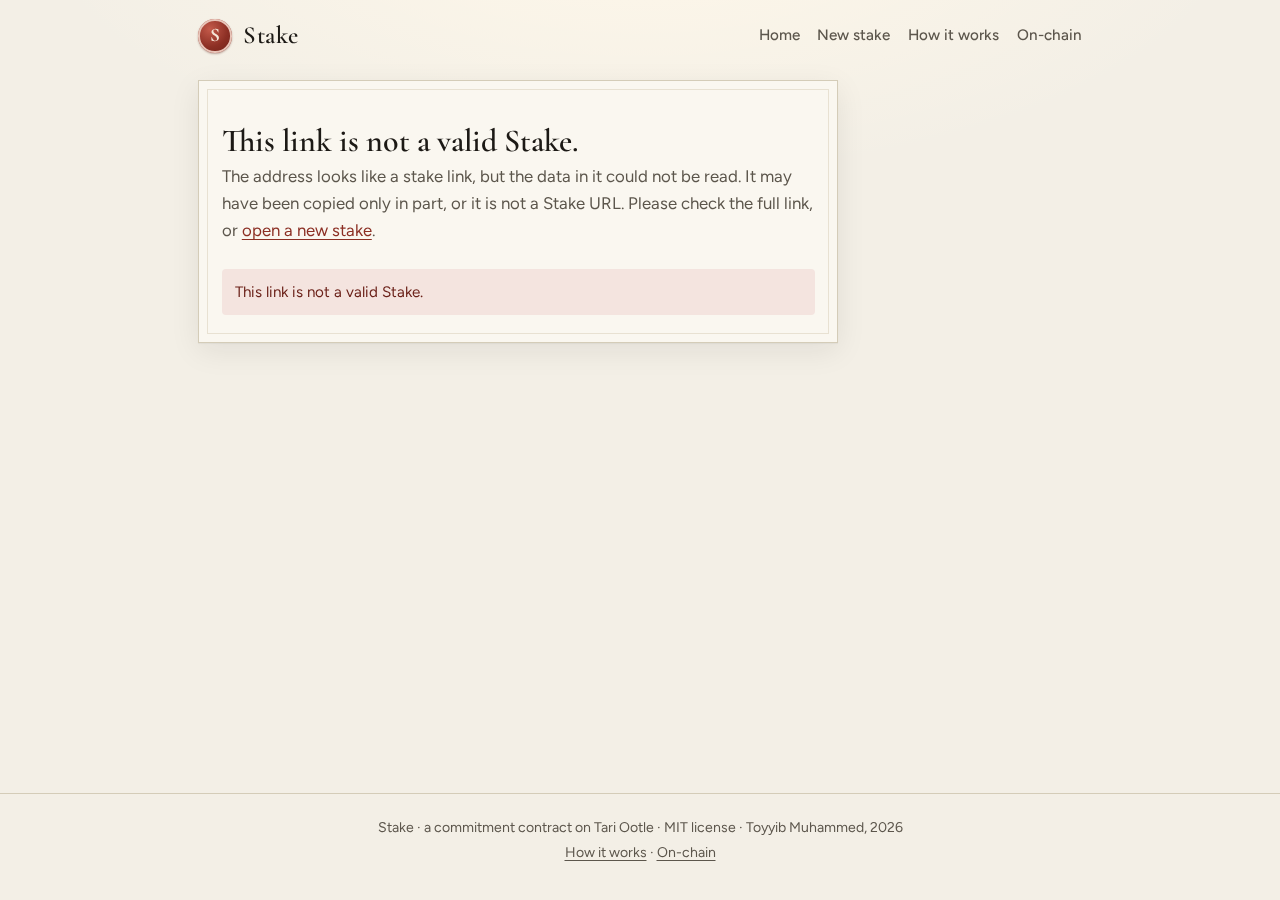 S Stake
Home New stake How it works On-chain
This link is not a valid Stake.
The address looks like a stake link, but the data in it could not be read. It may
have been copied only in part, or it is not a Stake URL. Please check the full link,
or open a new stake.
This link is not a valid Stake.
Stake · a commitment contract on Tari Ootle · MIT license · Toyyib Muhammed, 2026
How it works · On-chain